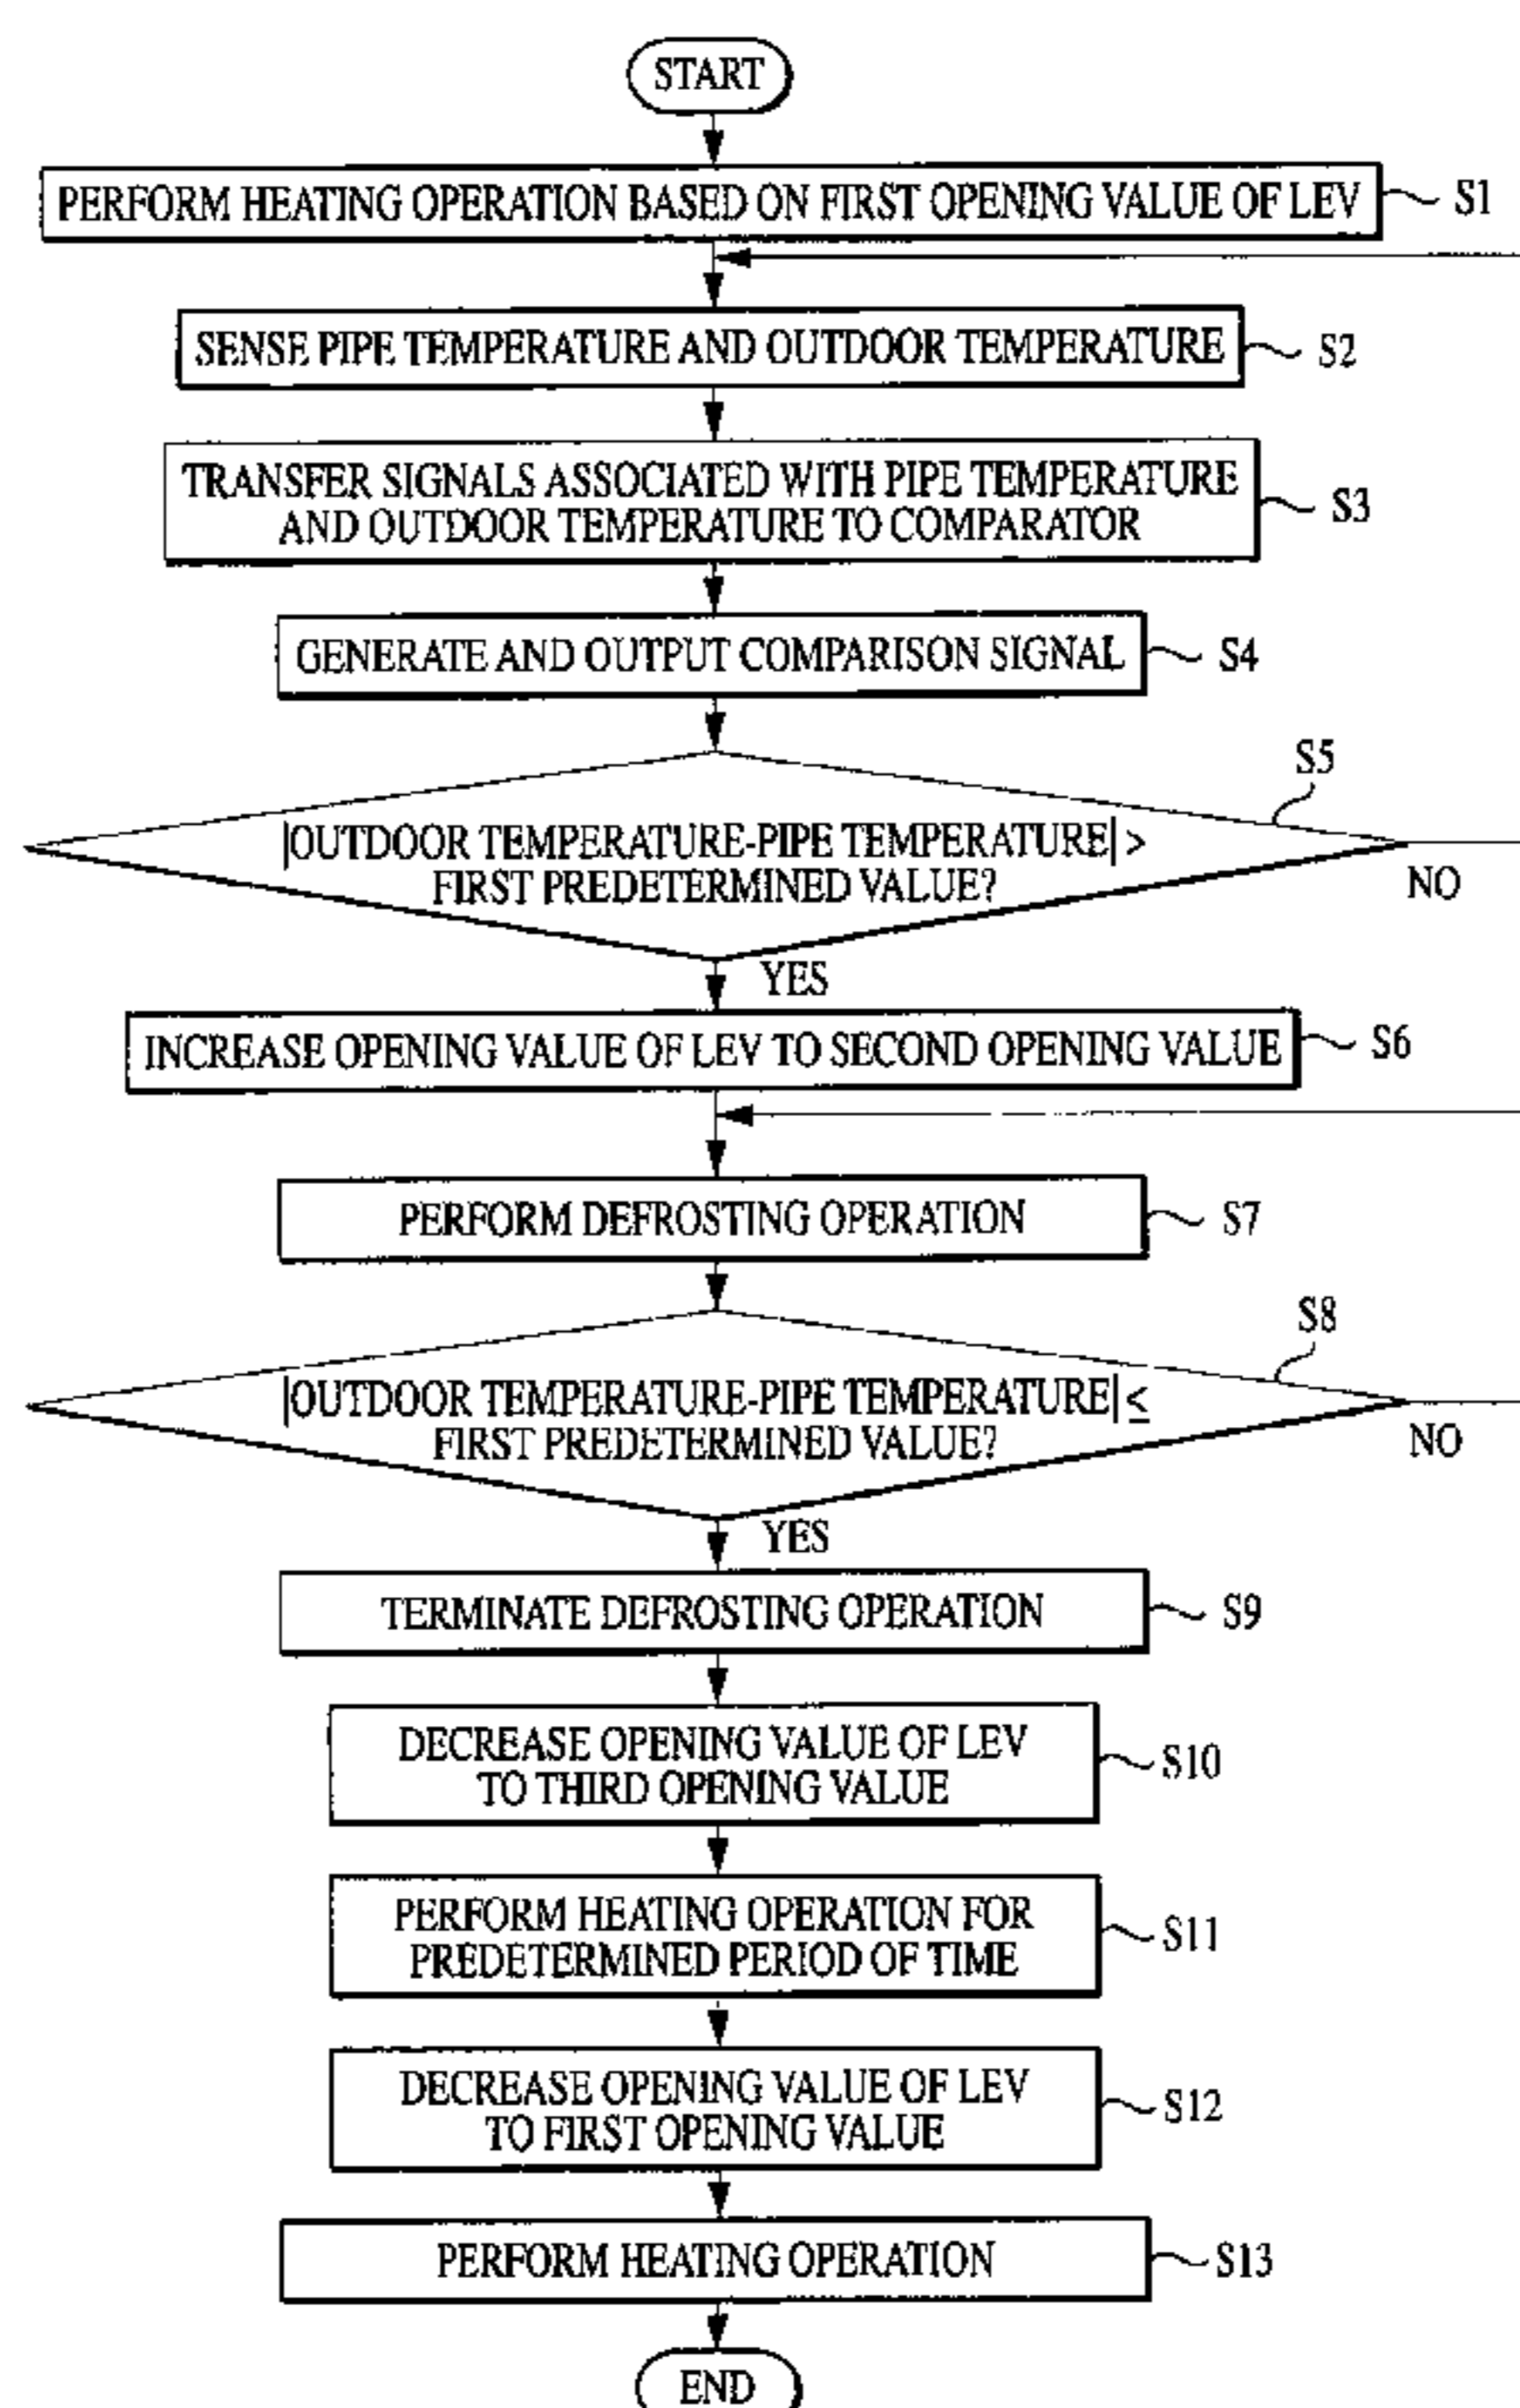 START
PERFORM HEATING OPERATION BASED ON FIRST OPENING VALUE OF LEV
S1
SENSE PIPE TEMPERATURE AND OUTDOOR TEMPERATURE
S2
TRANSFER SIGNALS ASSOCIATED WITH PIPE TEMPERATURE
AND OUTDOOR TEMPERATURE TO COMPARATOR
S3
GENERATE AND OUTPUT COMPARISON SIGNAL
S4
S5
|OUTDOOR TEMPERATURE-PIPE TEMPERATURE| >
FIRST PREDETERMINED VALUE?
NO
YES
INCREASE OPENING VALUE OF LEV TO SECOND OPENING VALUE
S6
PERFORM DEFROSTING OPERATION
S7
S8
|OUTDOOR TEMPERATURE-PIPE TEMPERATURE| ≤
FIRST PREDETERMINED VALUE?
NO
YES
TERMINATE DEFROSTING OPERATION
S9
DECREASE OPENING VALUE OF LEV
TO THIRD OPENING VALUE
S10
PERFORM HEATING OPERATION FOR
PREDETERMINED PERIOD OF TIME
S11
DECREASE OPENING VALUE OF LEV
TO FIRST OPENING VALUE
S12
PERFORM HEATING OPERATION
S13
END